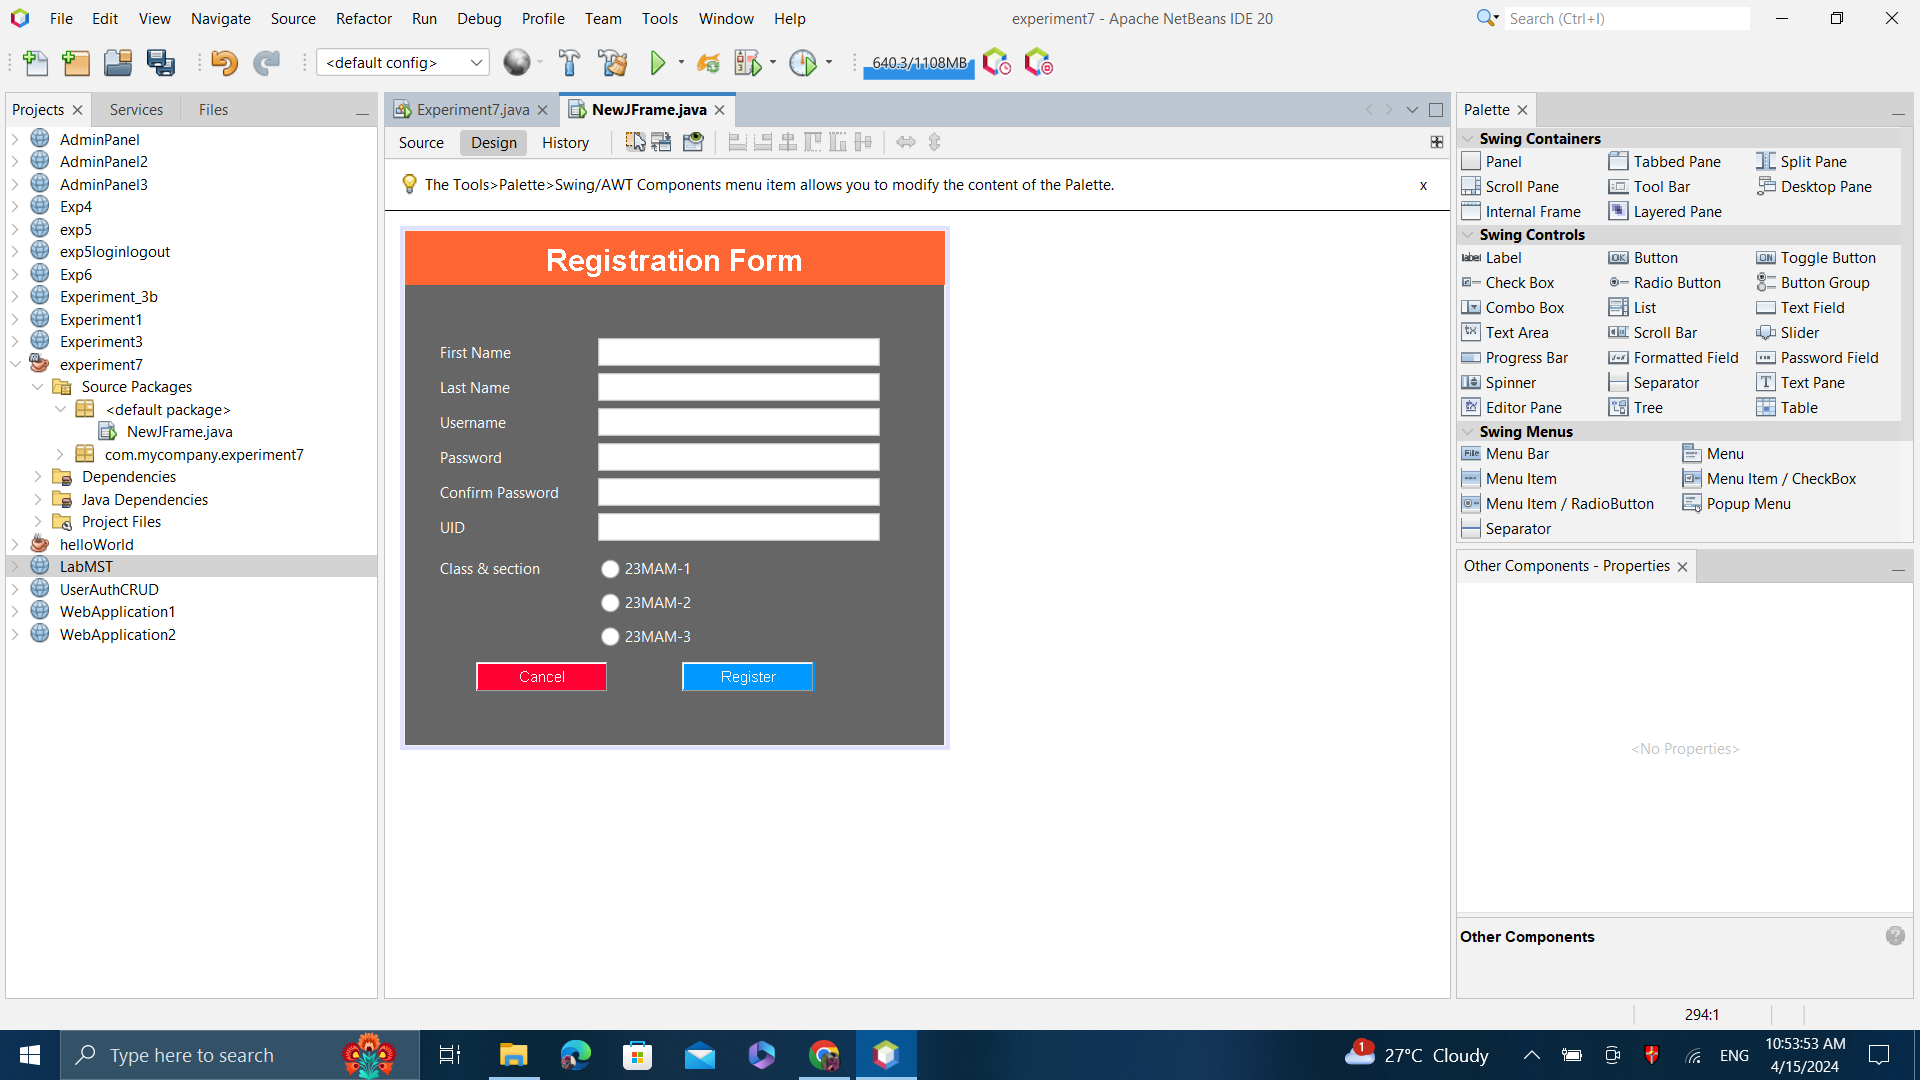 File Edit View Navigate Source Refactor Run Debug Profile Team Tools Window Help
experiment7 - Apache NetBeans IDE 20
Search (Ctrl+I)
<default config>
640.3/1108MB
Projects
Services
Files
AdminPanel
AdminPanel2
AdminPanel3
Exp4
exp5
exp5loginlogout
Exp6
Experiment_3b
Experiment1
Experiment3
experiment7
Source Packages
<default package>
NewJFrame.java
com.mycompany.experiment7
Dependencies
Java Dependencies
Project Files
helloWorld
LabMST
UserAuthCRUD
WebApplication1
WebApplication2
Experiment7.java
NewJFrame.java
Source Design History
The Tools>Palette>Swing/AWT Components menu item allows you to modify the content of the Palette.
x
Registration Form
First Name
Last Name
Username
Password
Confirm Password
UID
Class & section
23MAM-1
23MAM-2
23MAM-3
Cancel
Register
Palette
Swing Containers
Panel Tabbed Pane Split Pane
Scroll Pane Tool Bar Desktop Pane
Internal Frame Layered Pane
Swing Controls
label Label OK Button ON Toggle Button
Check Box Radio Button Button Group
Combo Box List Text Field
Text Area Scroll Bar Slider
Progress Bar Formatted Field Password Field
Spinner Separator Text Pane
Editor Pane Tree Table
Swing Menus
File Menu Bar Menu
Menu Item Menu Item / CheckBox
Menu Item / RadioButton Popup Menu
Separator
Other Components - Properties
<No Properties>
Other Components
294:1
Type here to search
1
27°C Cloudy
ENG
10:53:53 AM
4/15/2024